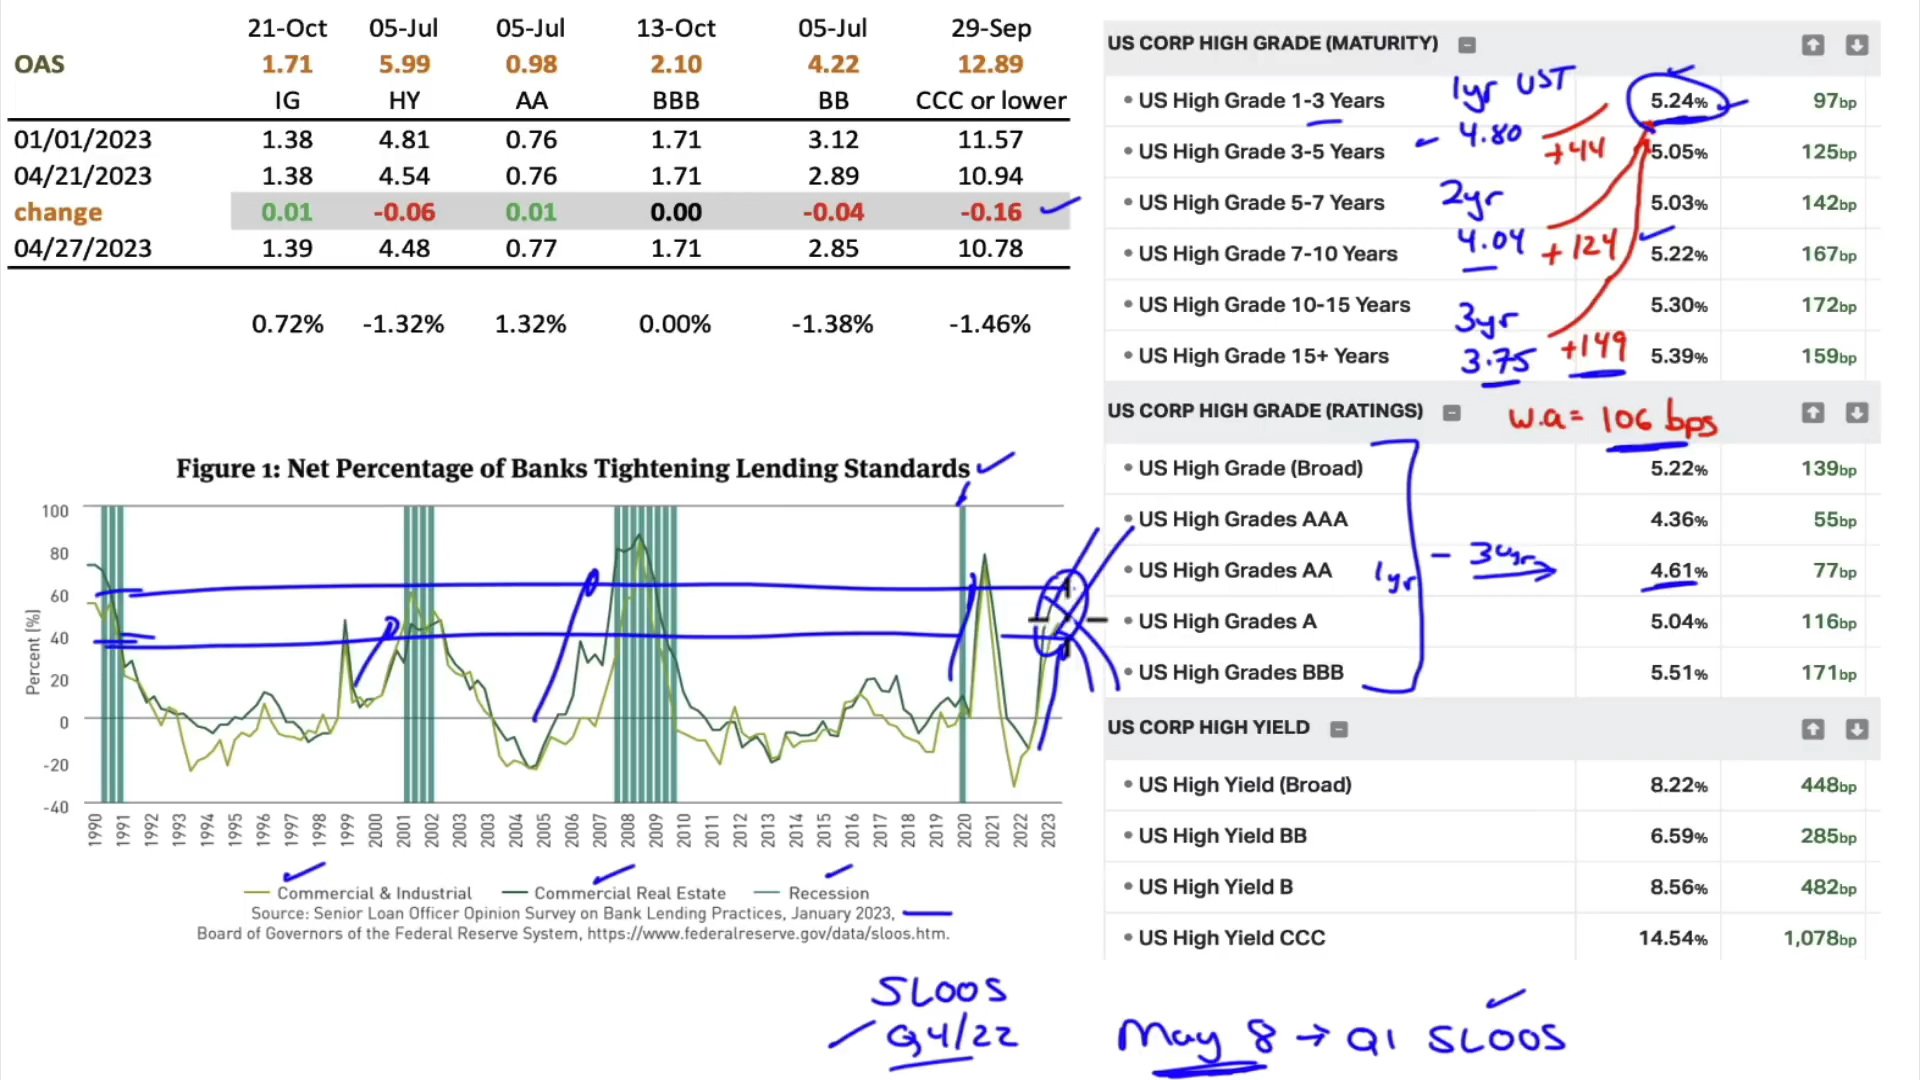 21-Oct 05-Jul 05-Jul 13-Oct 05-Jul 29-Sep
OAS 1.71 5.99 0.98 2.10 4.22 12.89
IG HY AA BBB BB CCC or lower
01/01/2023 1.38 4.81 0.76 1.71 3.12 11.57
04/21/2023 1.38 4.54 0.76 1.71 2.89 10.94
change 0.01 -0.06 0.01 0.00 -0.04 -0.16
04/27/2023 1.39 4.48 0.77 1.71 2.85 10.78
0.72% -1.32% 1.32% 0.00% -1.38% -1.46%
Figure 1: Net Percentage of Banks Tightening Lending Standards
Percent (%)
100
80
60
40
20
0
-20
-40
1990 1991 1992 1993 1994 1995 1996 1997 1998 1999 2000 2001 2002 2003 2003 2004 2005 2006 2007 2008 2009 2010 2011 2012 2013 2014 2015 2016 2017 2018 2019 2020 2021 2022 2023
Commercial & Industrial Commercial Real Estate Recession
Source: Senior Loan Officer Opinion Survey on Bank Lending Practices, January 2023,
Board of Governors of the Federal Reserve System, https://www.federalreserve.gov/data/sloos.htm.
SLOOS
Q4/22
May 8 → Q1 SLOOS
US CORP HIGH GRADE (MATURITY)
• US High Grade 1-3 Years 5.24% 97bp
• US High Grade 3-5 Years 5.05% 125bp
• US High Grade 5-7 Years 5.03% 142bp
• US High Grade 7-10 Years 5.22% 167bp
• US High Grade 10-15 Years 5.30% 172bp
• US High Grade 15+ Years 5.39% 159bp
1yr UST
4.80 +44
2yr
4.04 +124
3yr
3.75 +149
US CORP HIGH GRADE (RATINGS)
w.a = 106 bps
• US High Grade (Broad) 5.22% 139bp
• US High Grades AAA 4.36% 55bp
• US High Grades AA 4.61% 77bp
• US High Grades A 5.04% 116bp
• US High Grades BBB 5.51% 171bp
1yr
US CORP HIGH YIELD
• US High Yield (Broad) 8.22% 448bp
• US High Yield BB 6.59% 285bp
• US High Yield B 8.56% 482bp
• US High Yield CCC 14.54% 1,078bp